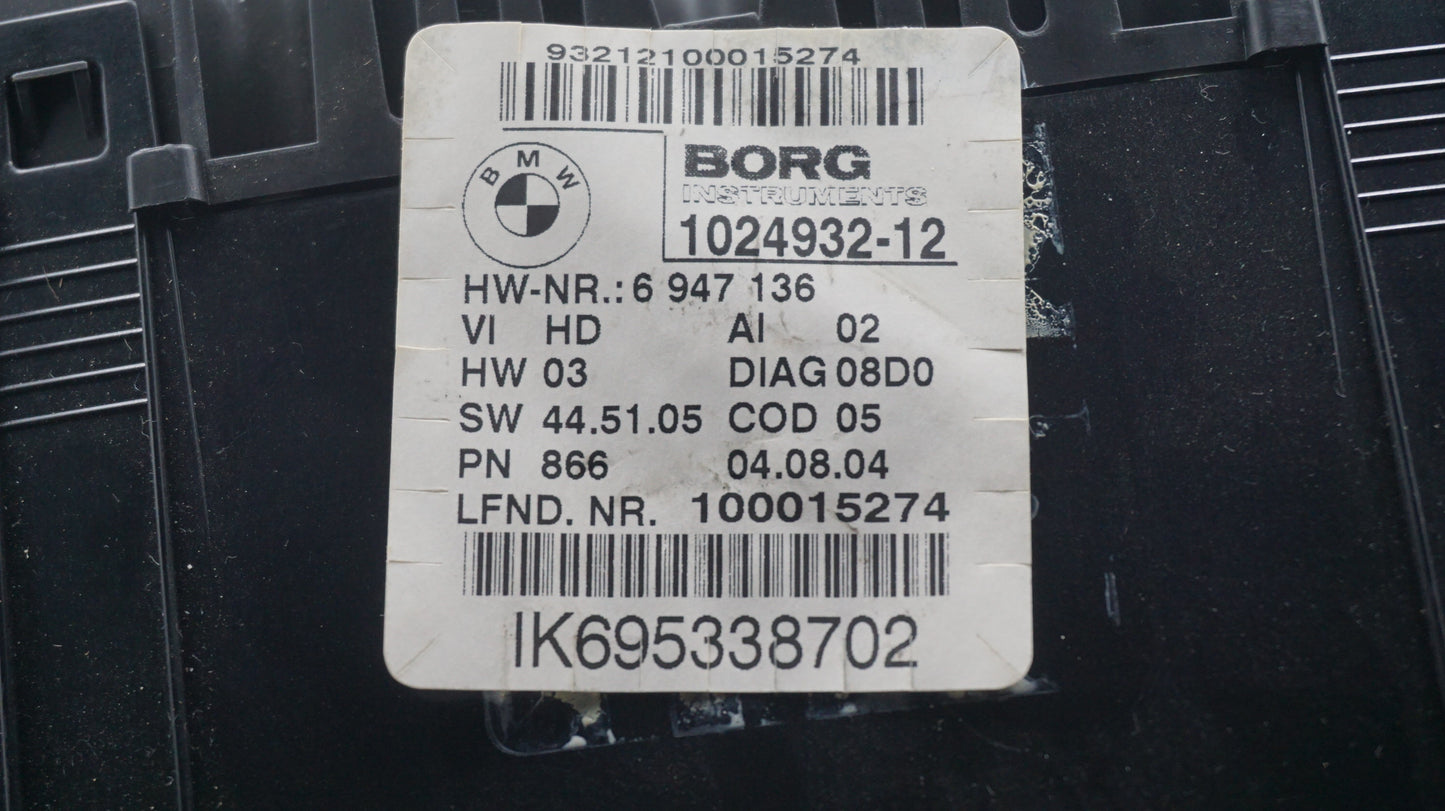 93212100015274
BMW
BORG
INSTRUMENTS
1024932-12
HW-NR.: 6 947 136
VI HD AI 02
HW 03 DIAG 08D0
SW 44.51.05 COD 05
PN 866 04.08.04
LFND. NR. 100015274
IK695338702